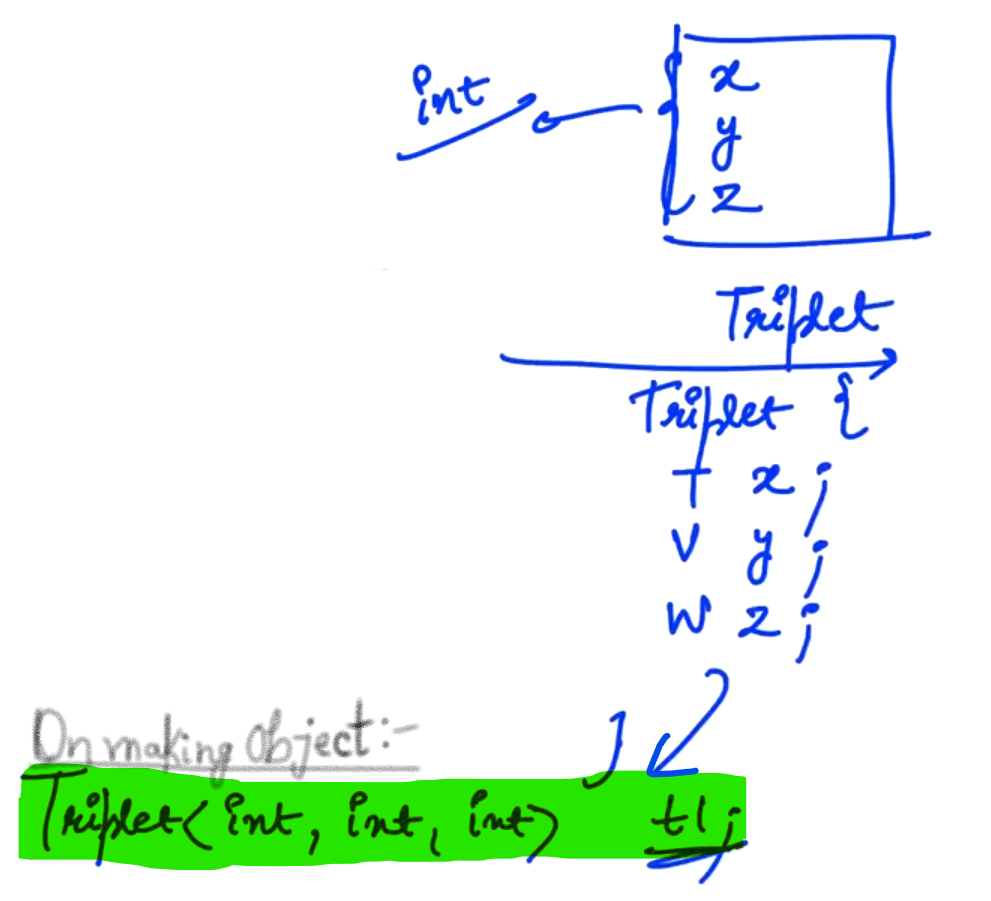 int
x
y
z
Triplet
Triplet {
T x ;
V y ;
W z ;
On making object:-
}
Triplet< int, int, int> t1 ;